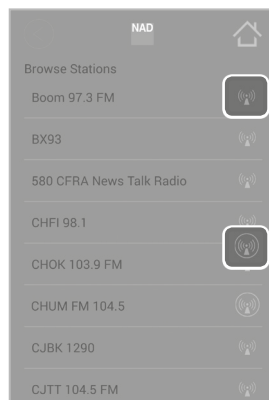 NAD
Browse Stations
Boom 97.3 FM
BX93
580 CFRA News Talk Radio
CHFI 98.1
CHOK 103.9 FM
CHUM FM 104.5
CJBK 1290
CJTT 104.5 FM